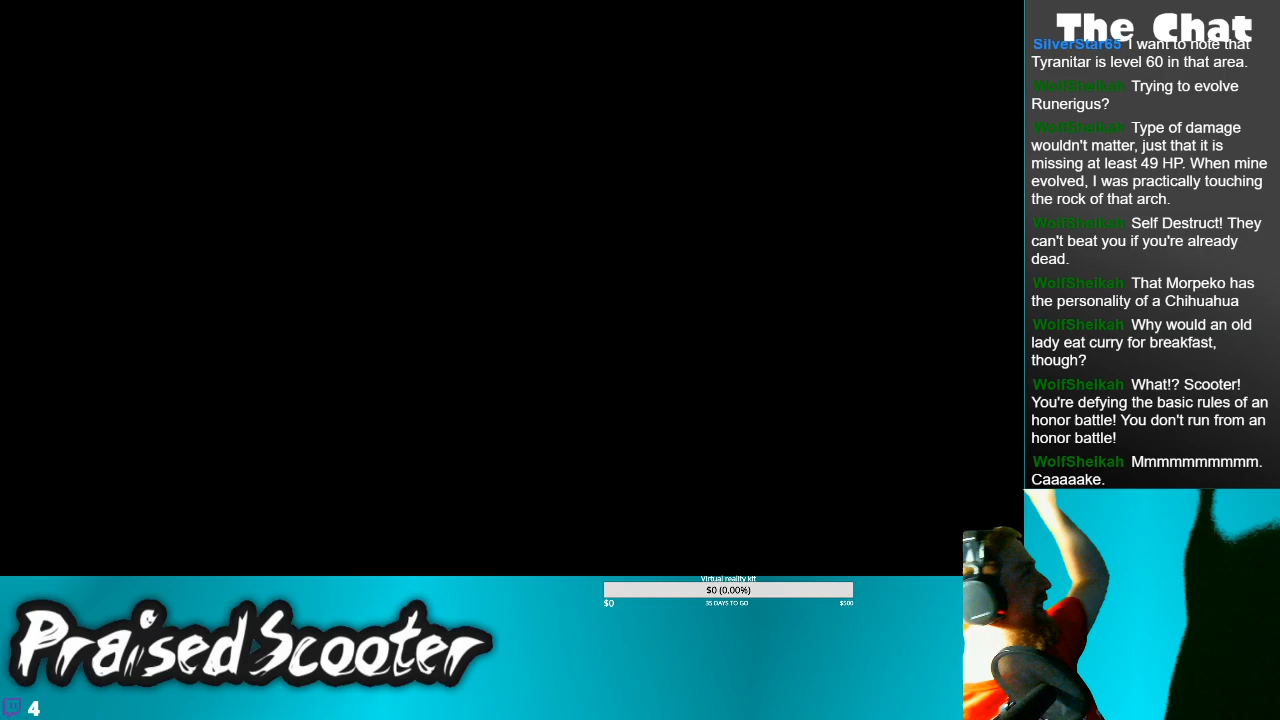 The Chat
SilverStar65 I want to note that
Tyranitar is level 60 in that area.
WolfSheikah Trying to evolve
Runerigus?
WolfSheikah Type of damage
wouldn't matter, just that it is
missing at least 49 HP. When mine
evolved, I was practically touching
the rock of that arch.
WolfSheikah Self Destruct! They
can't beat you if you're already
dead.
WolfSheikah That Morpeko has
the personality of a Chihuahua
WolfSheikah Why would an old
lady eat curry for breakfast,
though?
WolfSheikah What!? Scooter!
You're defying the basic rules of an
honor battle! You don't run from an
honor battle!
WolfSheikah Mmmmmmmmmm.
Caaaaake.
Virtual reality kit
$0 (0.00%)
$0 35 DAYS TO GO $500
PraisedScooter
4